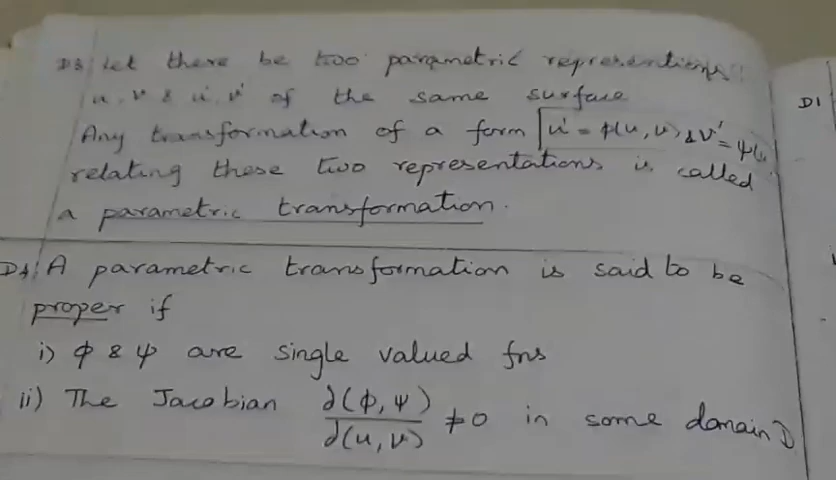 D3) Let there be two parametric representions
u, v & u', v' of the same surface
Any transformation of a form u' = φ(u, v) & v' = ψ(u
relating these two representations is called
a parametric transformation.
D4) A parametric transformation is said to be
proper if
i) φ & ψ are single valued fns
ii) The Jacobian ∂(φ, ψ)/∂(u, v) ≠ 0 in some domain D
D1